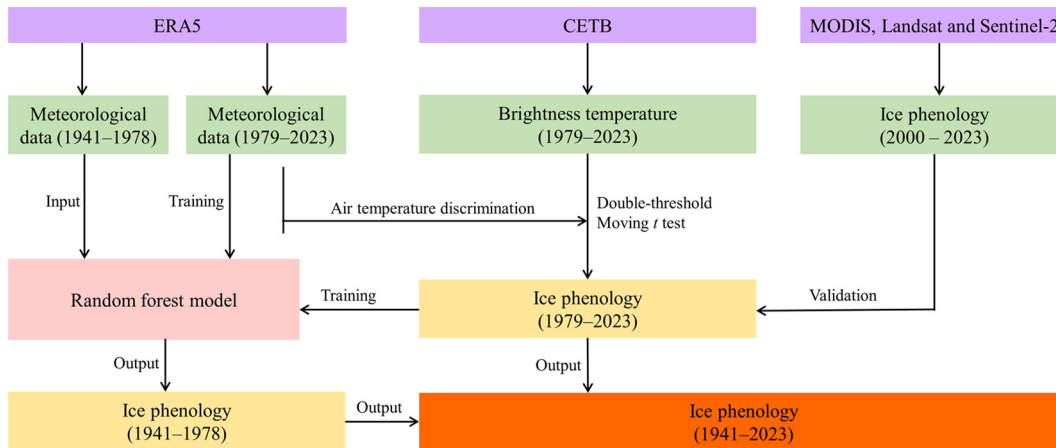 ERA5
CETB
MODIS, Landsat and Sentinel-2
Meteorological
data (1941–1978)
Meteorological
data (1979–2023)
Brightness temperature
(1979–2023)
Ice phenology
(2000 – 2023)
Input
Training
Air temperature discrimination
Double-threshold
Moving t test
Random forest model
Training
Ice phenology
(1979–2023)
Validation
Output
Output
Ice phenology
(1941–1978)
Output
Ice phenology
(1941–2023)